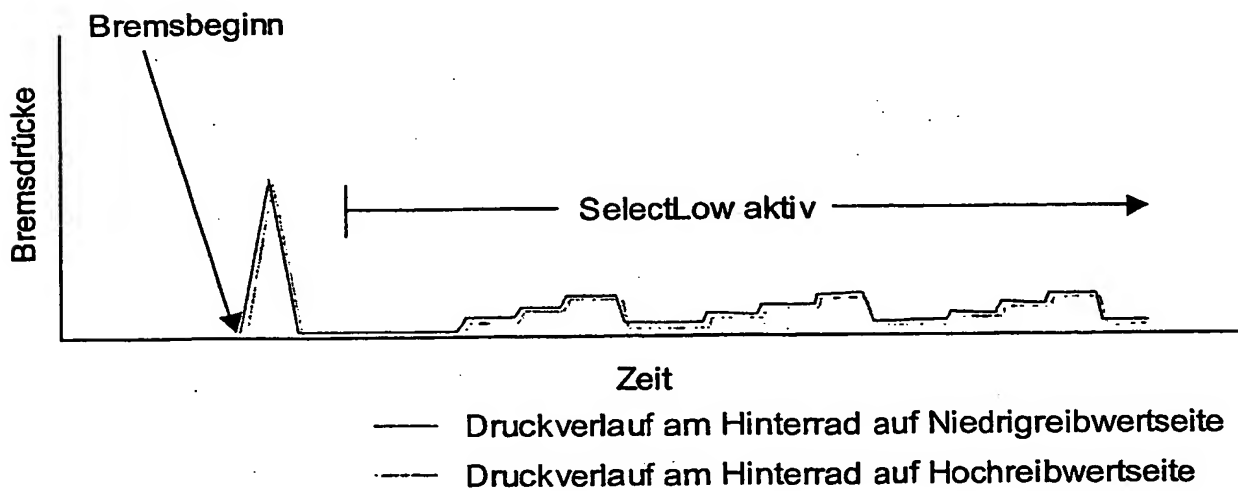 Bremsbeginn
Bremsdrücke
SelectLow aktiv
Zeit
Druckverlauf am Hinterrad auf Niedrigreibwertseite
Druckverlauf am Hinterrad auf Hochreibwertseite